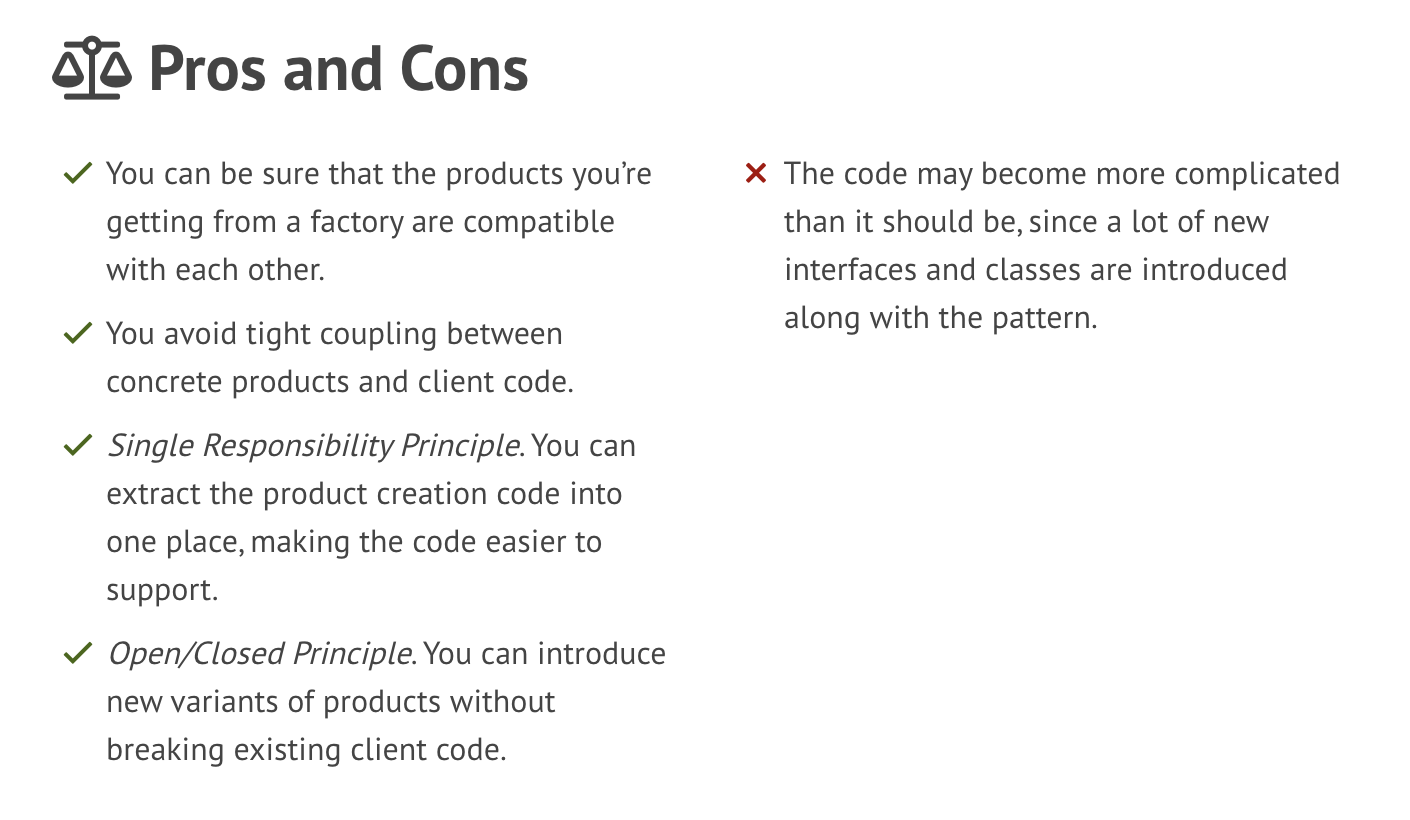 Pros and Cons
You can be sure that the products you’re
getting from a factory are compatible
with each other.
You avoid tight coupling between
concrete products and client code.
Single Responsibility Principle. You can
extract the product creation code into
one place, making the code easier to
support.
Open/Closed Principle. You can introduce
new variants of products without
breaking existing client code.
The code may become more complicated
than it should be, since a lot of new
interfaces and classes are introduced
along with the pattern.